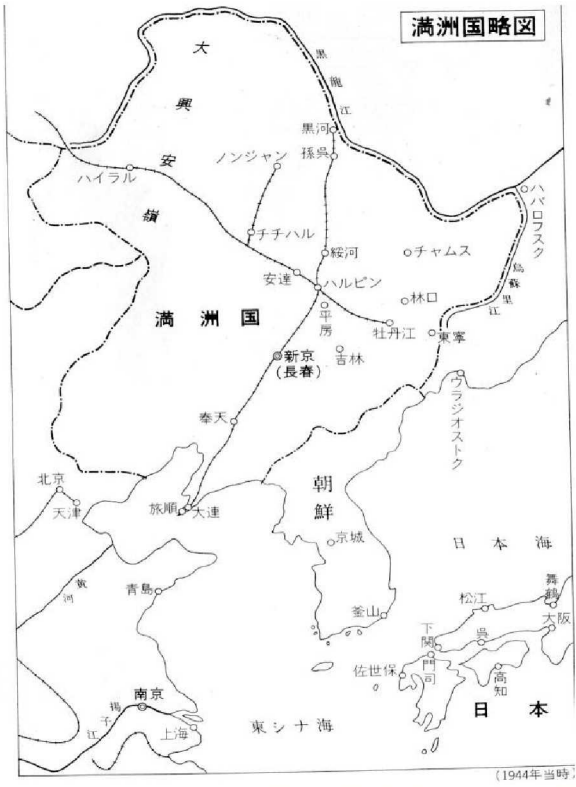 満洲国略図
大興安嶺
黒龍江
黒河
孫呉
ノンジャン
ハイラル
ハバロフスク
チチハル
綏河
チャムス
烏蘇里江
安達
ハルピン
平房
林口
満洲国
牡丹江
東寧
新京
(長春)
吉林
ウラジオストク
奉天
北京
天津
旅順
大連
朝鮮
京城
日本海
黄河
青島
釜山
松江
舞鶴
大阪
下関
呉
門司
佐世保
高知
南京
揚子江
上海
東シナ海
日本
(1944年当時)